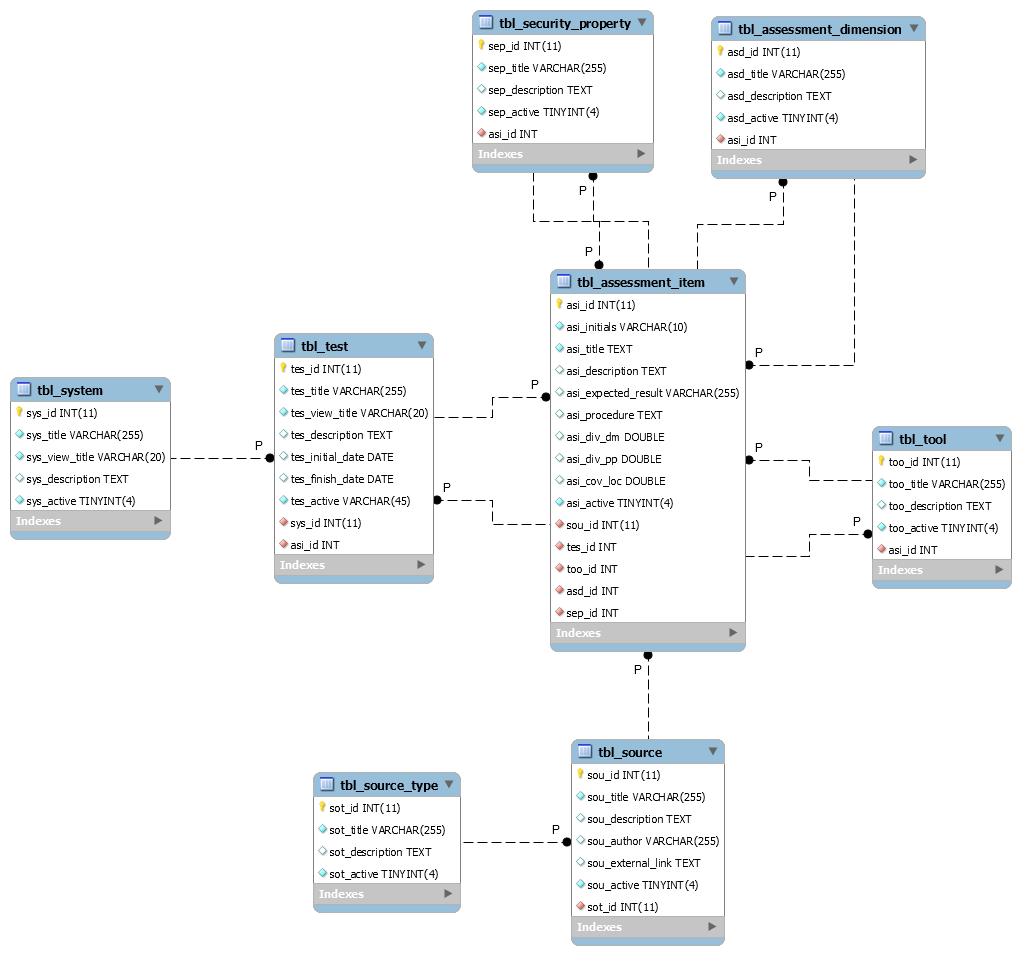 tbl_security_property
sep_id INT(11)
sep_title VARCHAR(255)
sep_description TEXT
sep_active TINYINT(4)
asi_id INT
Indexes
P
P
tbl_assessment_dimension
asd_id INT(11)
asd_title VARCHAR(255)
asd_description TEXT
asd_active TINYINT(4)
asi_id INT
Indexes
P
P
tbl_assessment_item
asi_id INT(11)
asi_initials VARCHAR(10)
asi_title TEXT
asi_description TEXT
asi_expected_result VARCHAR(255)
asi_procedure TEXT
asi_div_dm DOUBLE
asi_div_pp DOUBLE
asi_cov_loc DOUBLE
asi_active TINYINT(4)
sou_id INT(11)
tes_id INT
too_id INT
asd_id INT
sep_id INT
Indexes
P
tbl_test
tes_id INT(11)
tes_title VARCHAR(255)
tes_view_title VARCHAR(20)
tes_description TEXT
tes_initial_date DATE
tes_finish_date DATE
tes_active VARCHAR(45)
sys_id INT(11)
asi_id INT
Indexes
P
P
tbl_system
sys_id INT(11)
sys_title VARCHAR(255)
sys_view_title VARCHAR(20)
sys_description TEXT
sys_active TINYINT(4)
Indexes
P
tbl_tool
too_id INT(11)
too_title VARCHAR(255)
too_description TEXT
too_active TINYINT(4)
asi_id INT
Indexes
P
P
tbl_source
sou_id INT(11)
sou_title VARCHAR(255)
sou_description TEXT
sou_author VARCHAR(255)
sou_external_link TEXT
sou_active TINYINT(4)
sot_id INT(11)
Indexes
tbl_source_type
sot_id INT(11)
sot_title VARCHAR(255)
sot_description TEXT
sot_active TINYINT(4)
Indexes
P